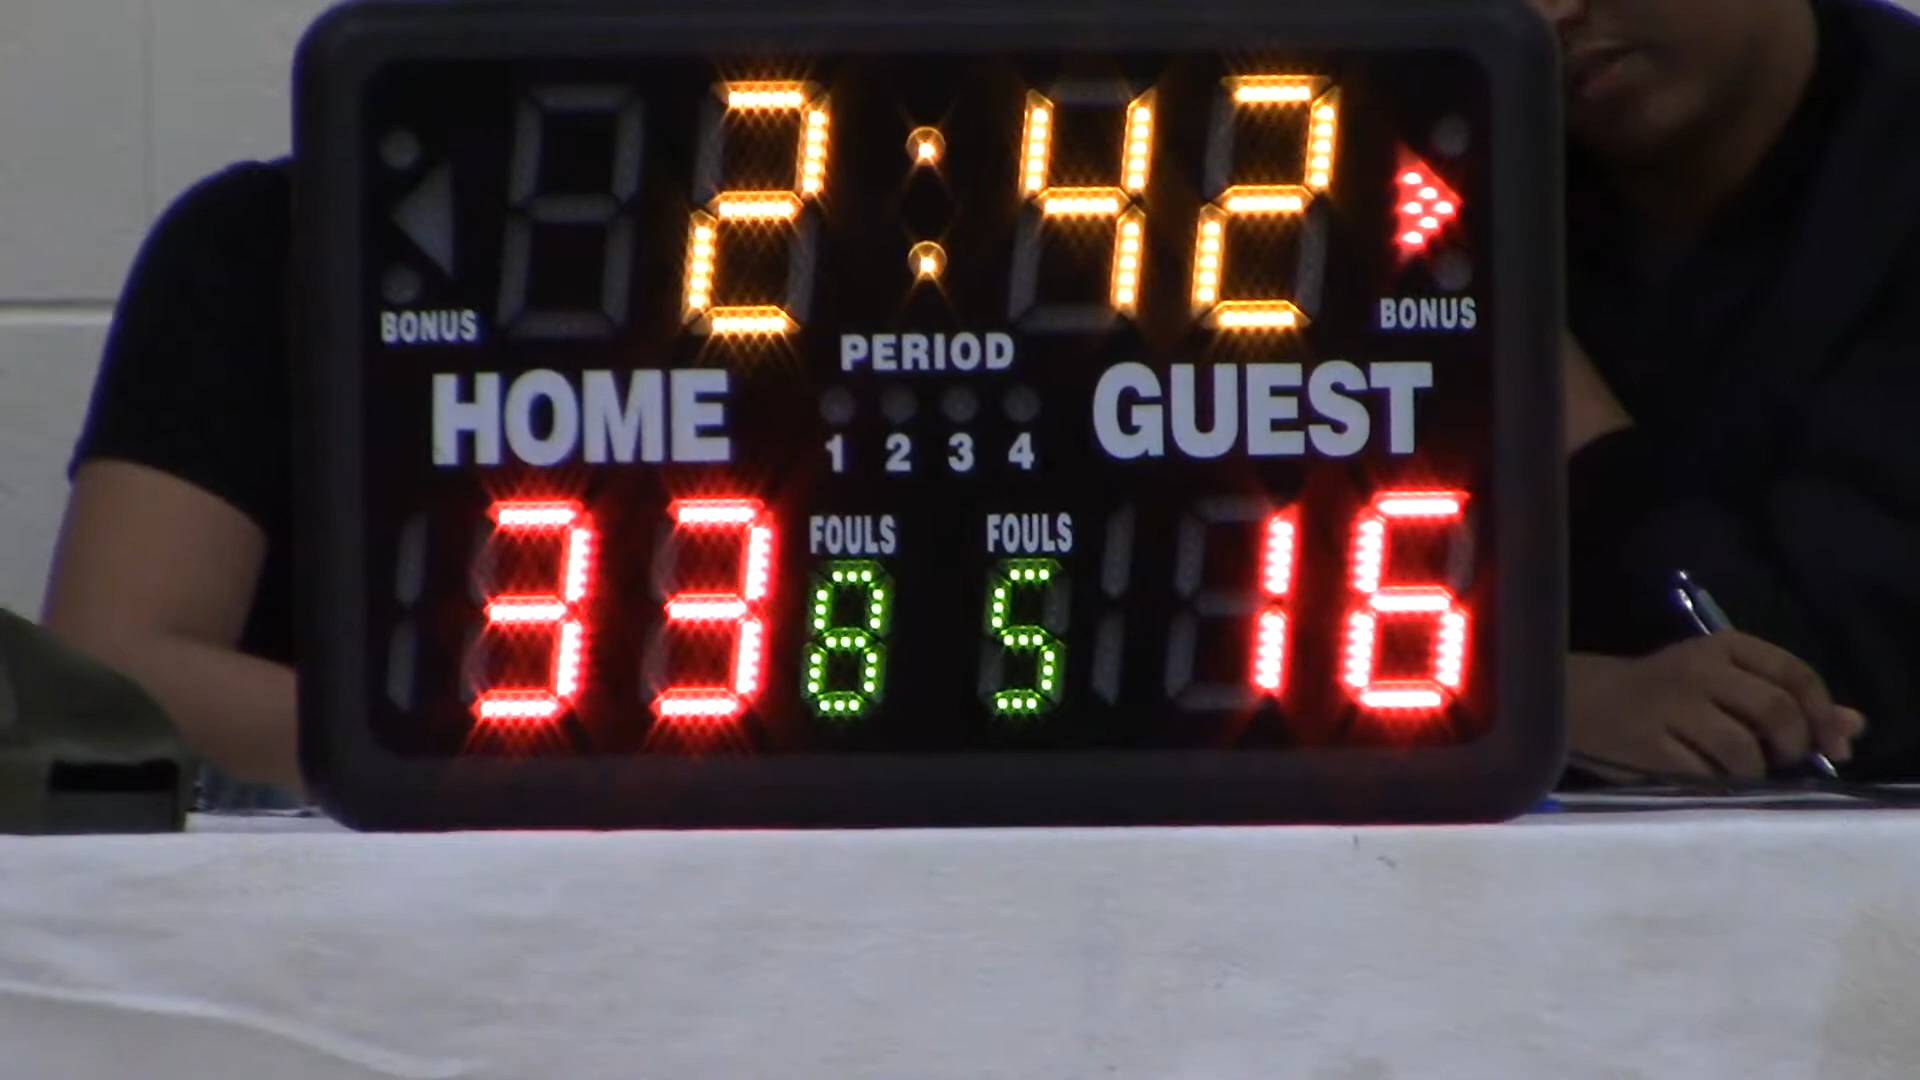 2:42
BONUS BONUS
PERIOD
HOME GUEST
1 2 3 4
FOULS FOULS
33 8 5 16